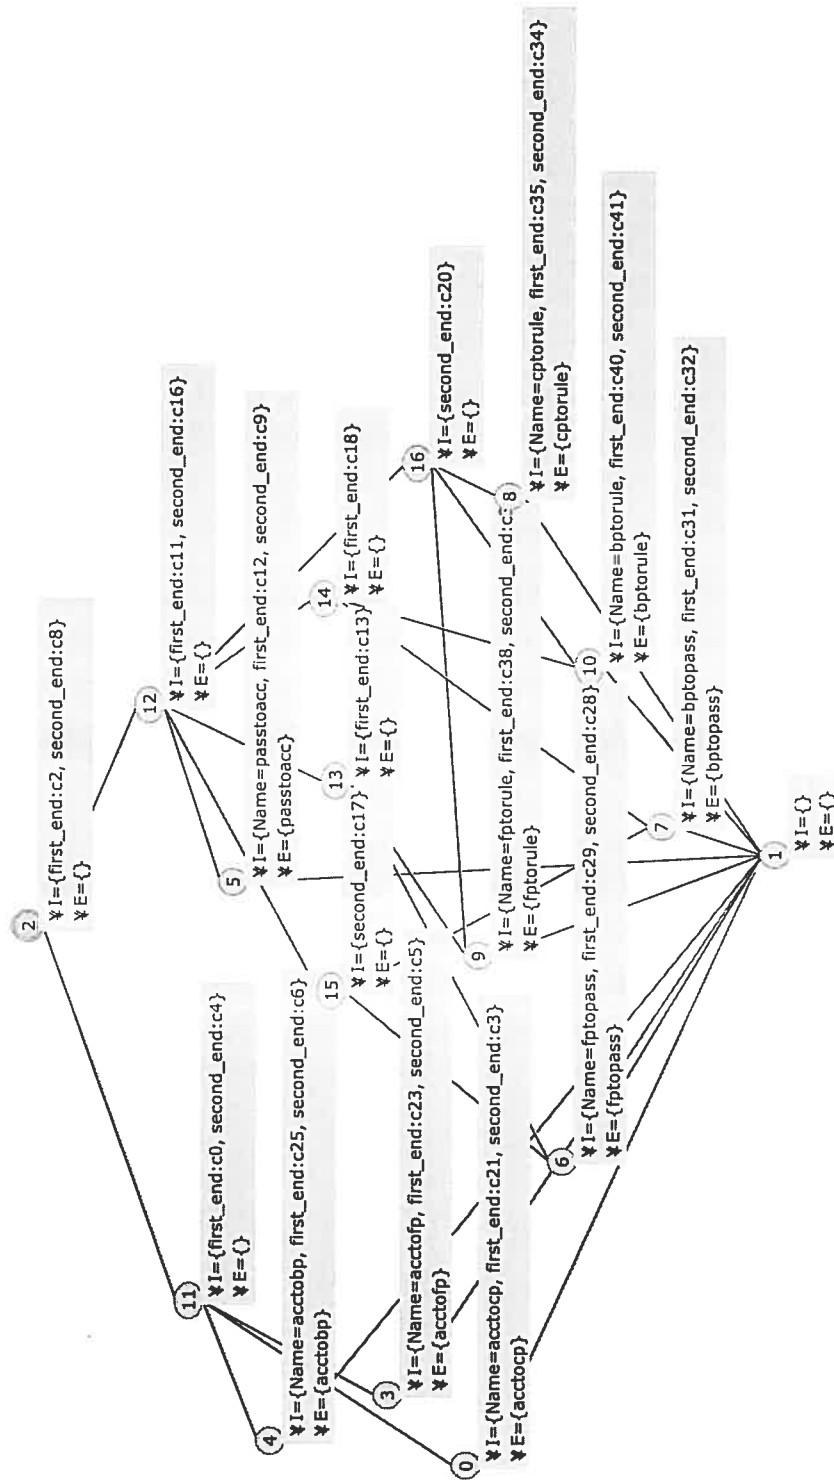 2
I={first_end:c2, second_end:c8}
E={}
12
I={first_end:c11, second_end:c16}
E={}
11
I={first_end:c0, second_end:c4}
E={}
5
I={Name=passtoacc, first_end:c12, second_end:c9}
E={passtoacc}
4
I={Name=acctobp, first_end:c25, second_end:c6}
E={acctobp}
14
I={first_end:c18}
E={}
15
I={second_end:c17}
E={}
13
I={first_end:c13}
E={}
3
I={Name=acctofp, first_end:c23, second_end:c5}
E={acctofp}
16
I={second_end:c20}
E={}
0
I={Name=acctocp, first_end:c21, second_end:c3}
E={acctocp}
9
I={Name=fptorule, first_end:c38, second_end:
E={fptorule}
8
I={Name=cptorule, first_end:c35, second_end:c34}
E={cptorule}
6
I={Name=fptopass, first_end:c29, second_end:c28}
E={fptopass}
10
I={Name=bptorule, first_end:c40, second_end:c41}
E={bptorule}
7
I={Name=bptopass, first_end:c31, second_end:c32}
E={bptopass}
1
I={}
E={}